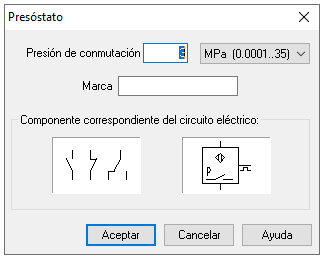 Presóstato
Presión de conmutación
MPa (0.0001..35)
Marca
Componente correspondiente del circuito eléctrico:
p
Aceptar
Cancelar
Ayuda